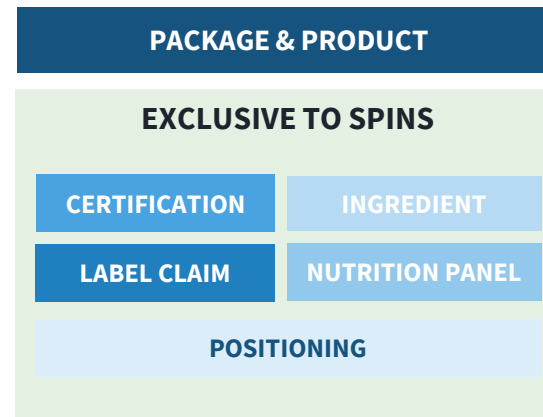 PACKAGE & PRODUCT
EXCLUSIVE TO SPINS
CERTIFICATION
INGREDIENT
LABEL CLAIM
NUTRITION PANEL
POSITIONING